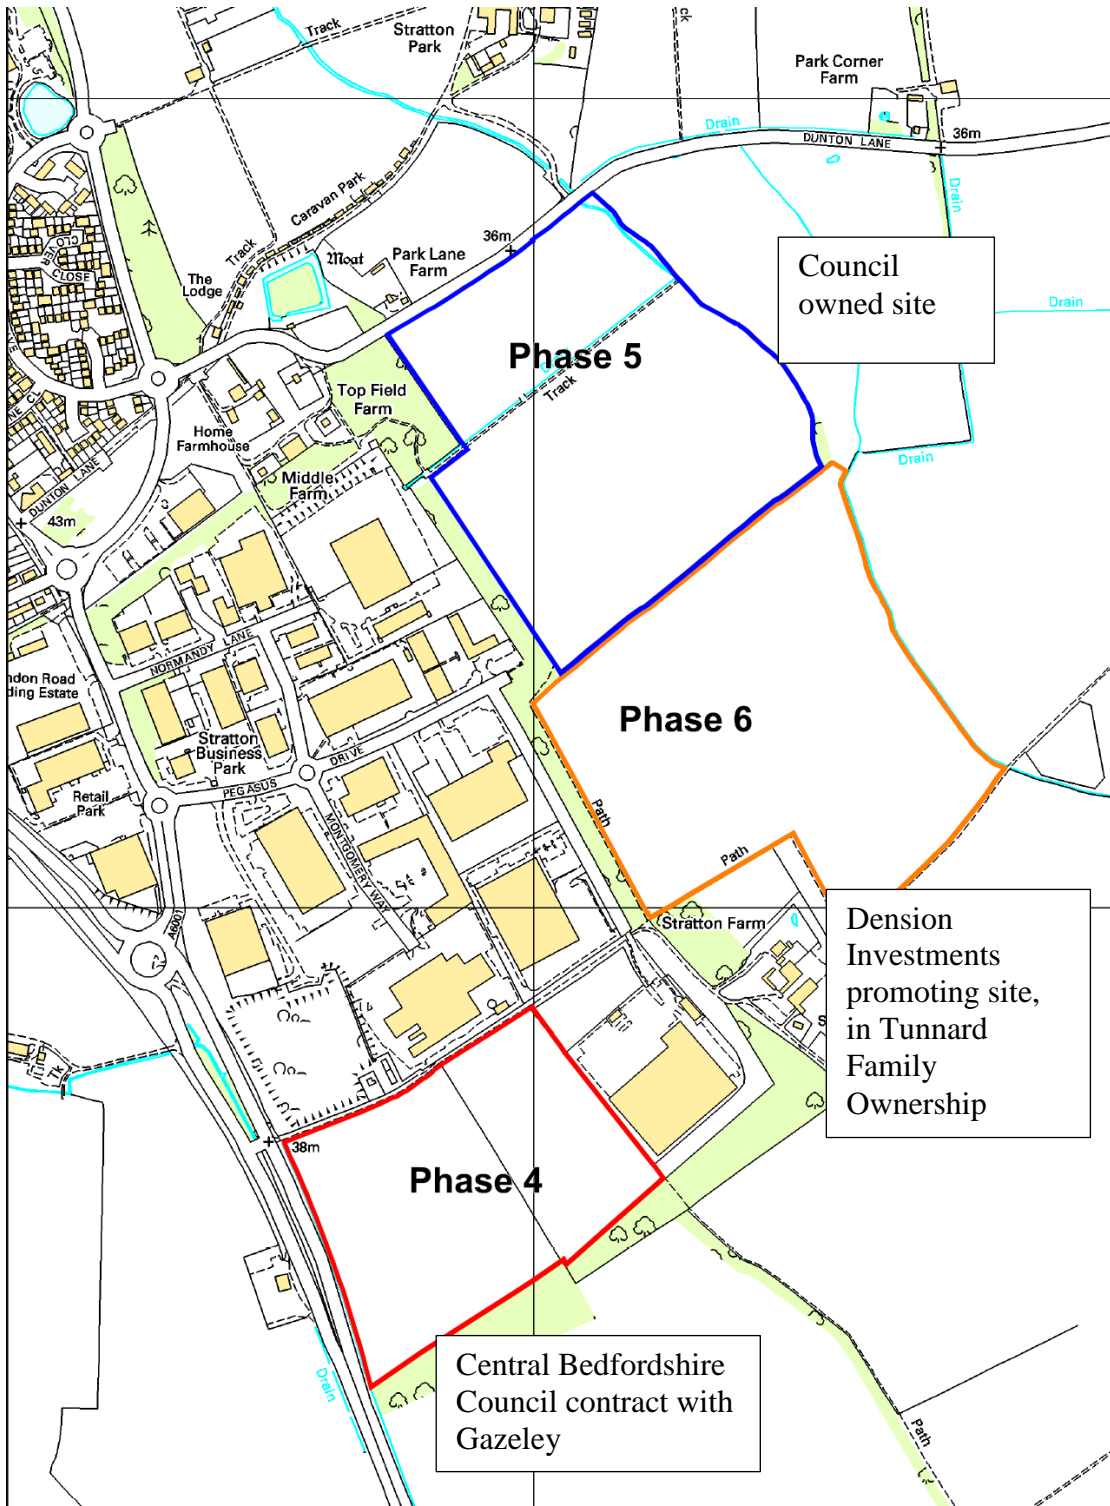 Track
Stratton
Park
Track
Park Corner
Farm
Drain
36m
DUNTON LANE
Drain
Caravan Park
CLOVER
CLOSE
Track
The
Lodge
Moat
36m
Park Lane
Farm
Council
owned site
Drain
Phase 5
Track
Top Field
Farm
Home
Farmhouse
Drain
DUNTON LANE
Middle
Farm
43m
NORMANDY LANE
ndon Road
ding Estate
Phase 6
Stratton
Business
Park
DRIVE
PEGASUS
Retail
Park
MONTGOMERY WAY
Path
Path
A6001
Stratton Farm
Dension
Investments
promoting site,
in Tunnard
Family
Ownership
S
Tk
38m
Phase 4
Central Bedfordshire
Council contract with
Gazeley
Drain
Path